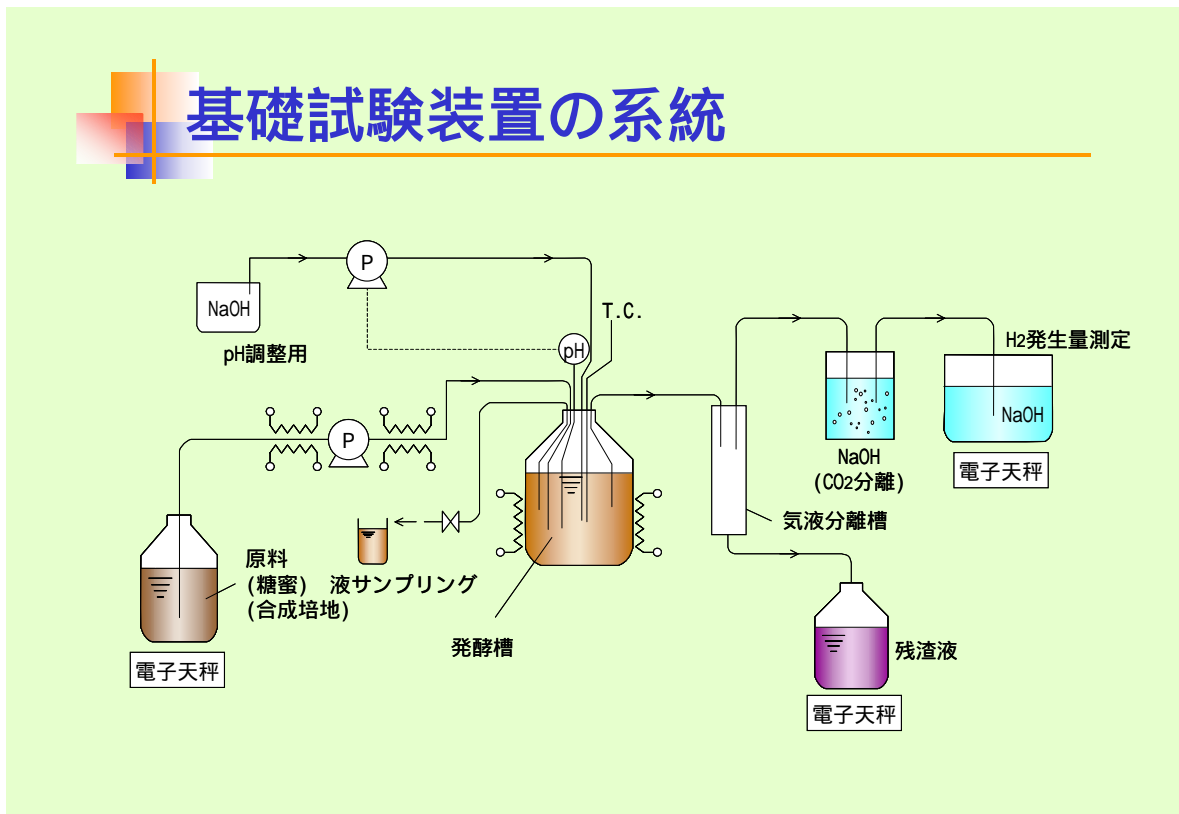 基礎試験装置の系統
P
NaOH
pH調整用
T.C.
pH
H2発生量測定
P
NaOH
NaOH
(CO2分離)
電子天秤
気液分離槽
原料
(糖蜜)
(合成培地)
液サンプリング
発酵槽
残渣液
電子天秤
電子天秤